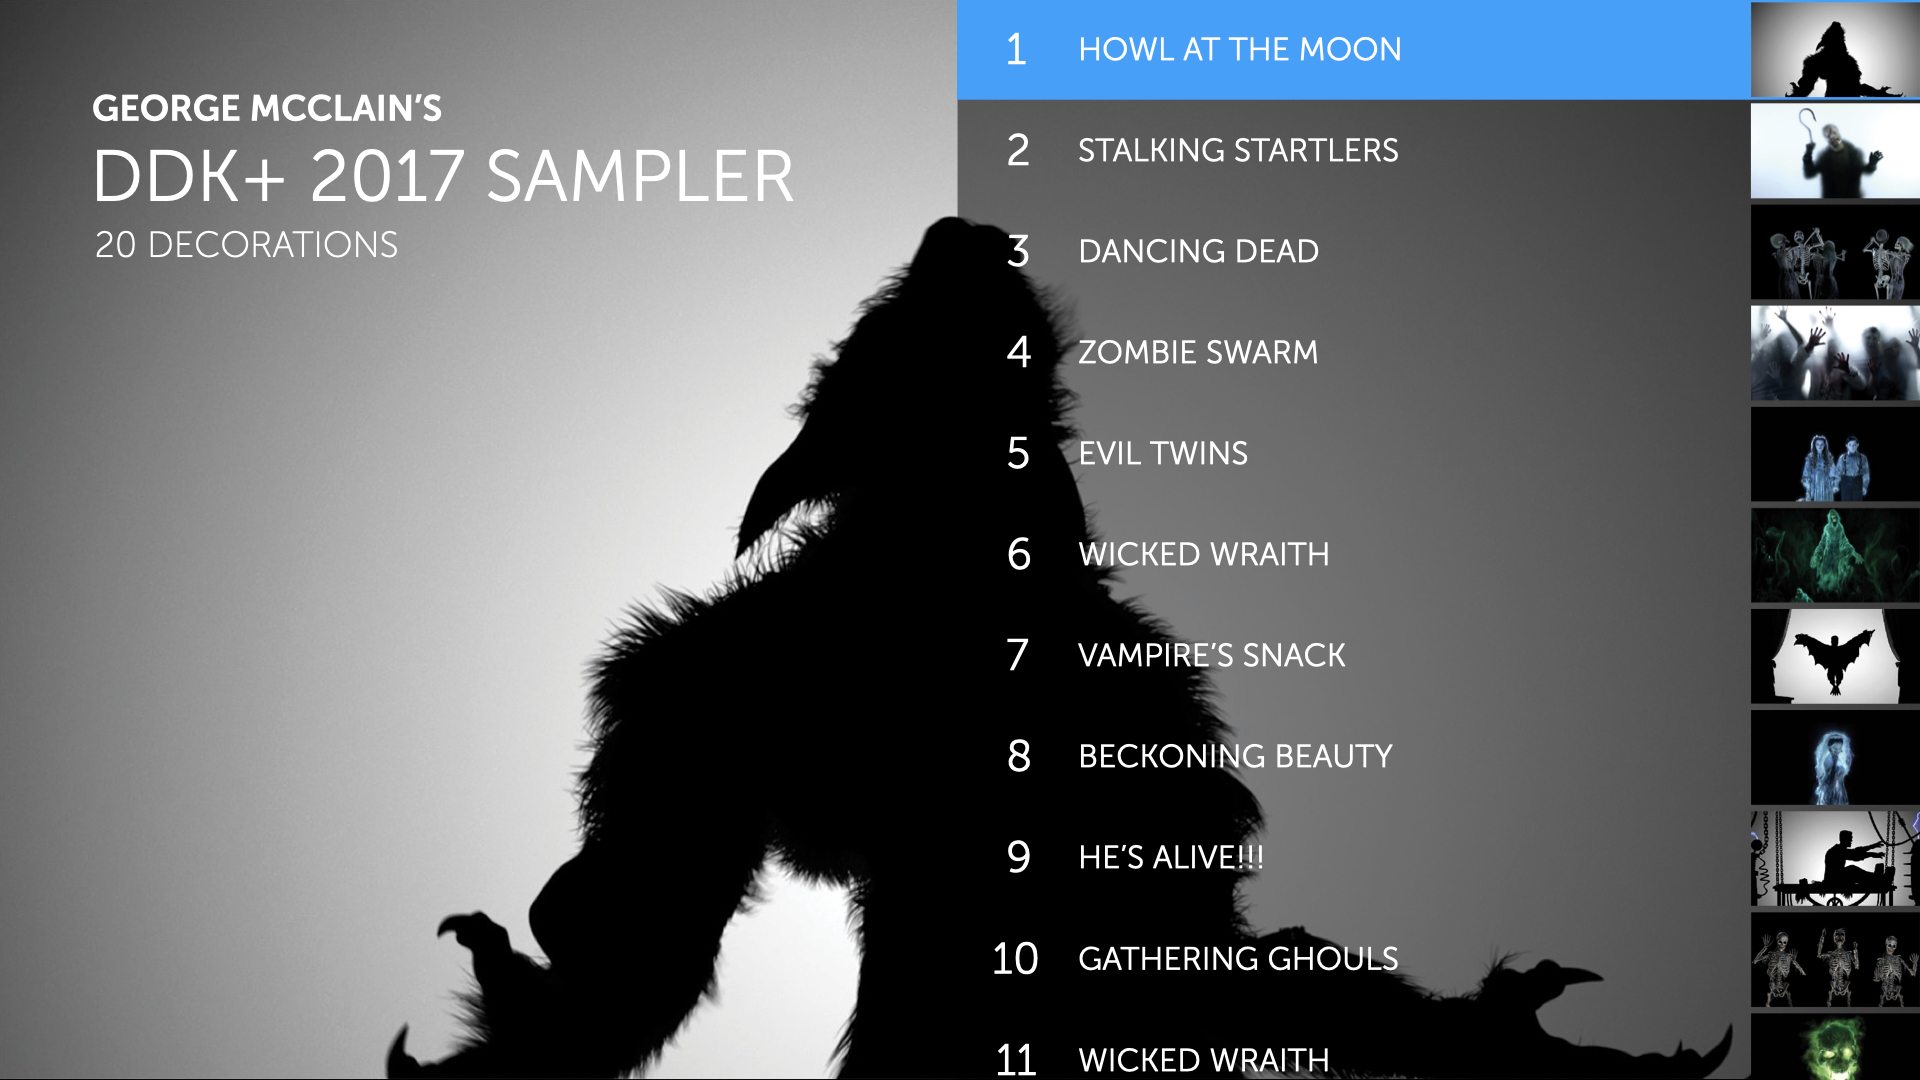 GEORGE MCCLAIN’S
DDK+ 2017 SAMPLER
20 DECORATIONS
1 HOWL AT THE MOON
2 STALKING STARTLERS
3 DANCING DEAD
4 ZOMBIE SWARM
5 EVIL TWINS
6 WICKED WRAITH
7 VAMPIRE’S SNACK
8 BECKONING BEAUTY
9 HE’S ALIVE!!!
10 GATHERING GHOULS
11 WICKED WRAITH